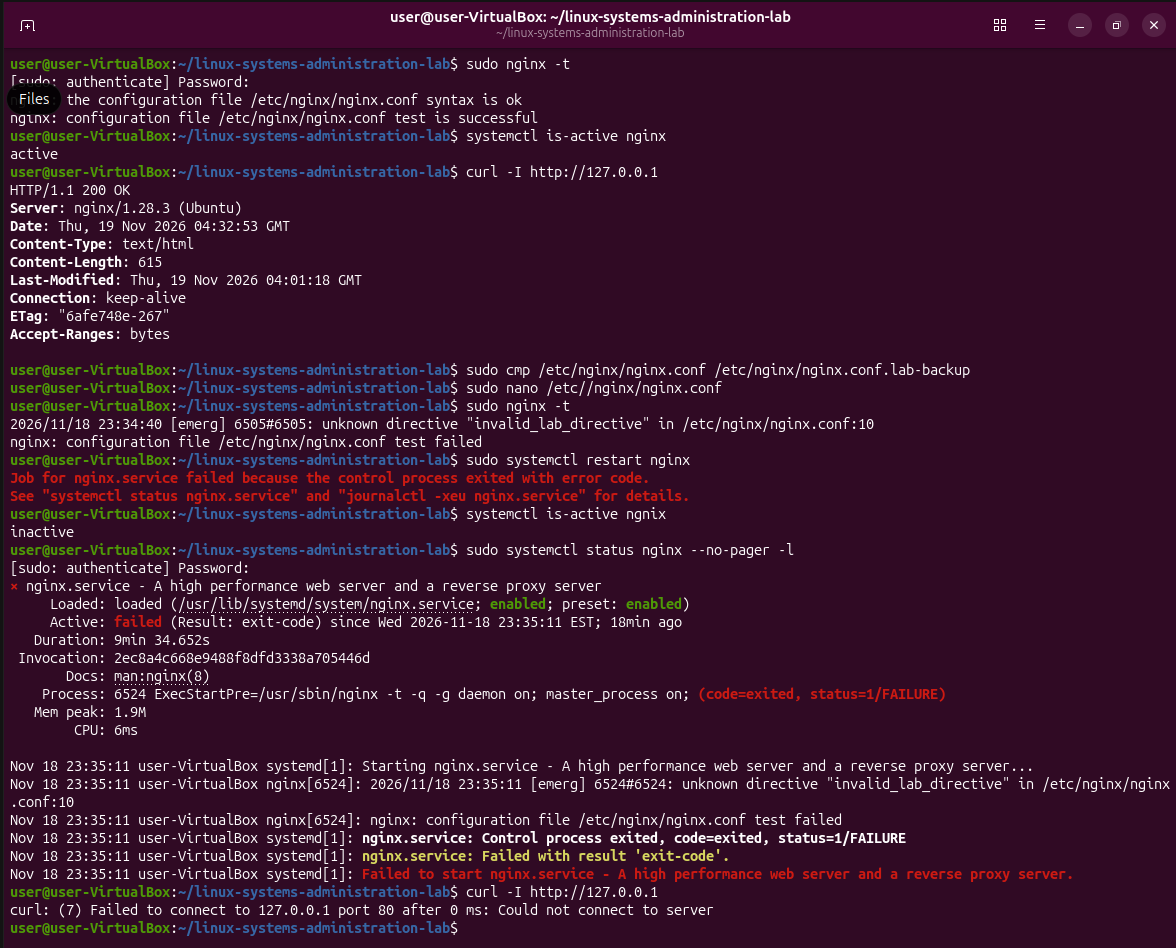 user@user-VirtualBox: ~/linux-systems-administration-lab
~/linux-systems-administration-lab
user@user-VirtualBox:~/linux-systems-administration-lab$ sudo nginx -t
[sudo: authenticate] Password:
Files
the configuration file /etc/nginx/nginx.conf syntax is ok
nginx: configuration file /etc/nginx/nginx.conf test is successful
user@user-VirtualBox:~/linux-systems-administration-lab$ systemctl is-active nginx
active
user@user-VirtualBox:~/linux-systems-administration-lab$ curl -I http://127.0.0.1
HTTP/1.1 200 OK
Server: nginx/1.28.3 (Ubuntu)
Date: Thu, 19 Nov 2026 04:32:53 GMT
Content-Type: text/html
Content-Length: 615
Last-Modified: Thu, 19 Nov 2026 04:01:18 GMT
Connection: keep-alive
ETag: "6afe748e-267"
Accept-Ranges: bytes
user@user-VirtualBox:~/linux-systems-administration-lab$ sudo cmp /etc/nginx/nginx.conf /etc/nginx/nginx.conf.lab-backup
user@user-VirtualBox:~/linux-systems-administration-lab$ sudo nano /etc//nginx/nginx.conf
user@user-VirtualBox:~/linux-systems-administration-lab$ sudo nginx -t
2026/11/18 23:34:40 [emerg] 6505#6505: unknown directive "invalid_lab_directive" in /etc/nginx/nginx.conf:10
nginx: configuration file /etc/nginx/nginx.conf test failed
user@user-VirtualBox:~/linux-systems-administration-lab$ sudo systemctl restart nginx
Job for nginx.service failed because the control process exited with error code.
See "systemctl status nginx.service" and "journalctl -xeu nginx.service" for details.
user@user-VirtualBox:~/linux-systems-administration-lab$ systemctl is-active ngnix
inactive
user@user-VirtualBox:~/linux-systems-administration-lab$ sudo systemctl status nginx --no-pager -l
[sudo: authenticate] Password:
× nginx.service - A high performance web server and a reverse proxy server
Loaded: loaded (/usr/lib/systemd/system/nginx.service; enabled; preset: enabled)
Active: failed (Result: exit-code) since Wed 2026-11-18 23:35:11 EST; 18min ago
Duration: 9min 34.652s
Invocation: 2ec8a4c668e9488f8dfd3338a705446d
Docs: man:nginx(8)
Process: 6524 ExecStartPre=/usr/sbin/nginx -t -q -g daemon on; master_process on; (code=exited, status=1/FAILURE)
Mem peak: 1.9M
CPU: 6ms
Nov 18 23:35:11 user-VirtualBox systemd[1]: Starting nginx.service - A high performance web server and a reverse proxy server...
Nov 18 23:35:11 user-VirtualBox nginx[6524]: 2026/11/18 23:35:11 [emerg] 6524#6524: unknown directive "invalid_lab_directive" in /etc/nginx/nginx
.conf:10
Nov 18 23:35:11 user-VirtualBox nginx[6524]: nginx: configuration file /etc/nginx/nginx.conf test failed
Nov 18 23:35:11 user-VirtualBox systemd[1]: nginx.service: Control process exited, code=exited, status=1/FAILURE
Nov 18 23:35:11 user-VirtualBox systemd[1]: nginx.service: Failed with result 'exit-code'.
Nov 18 23:35:11 user-VirtualBox systemd[1]: Failed to start nginx.service - A high performance web server and a reverse proxy server.
user@user-VirtualBox:~/linux-systems-administration-lab$ curl -I http://127.0.0.1
curl: (7) Failed to connect to 127.0.0.1 port 80 after 0 ms: Could not connect to server
user@user-VirtualBox:~/linux-systems-administration-lab$